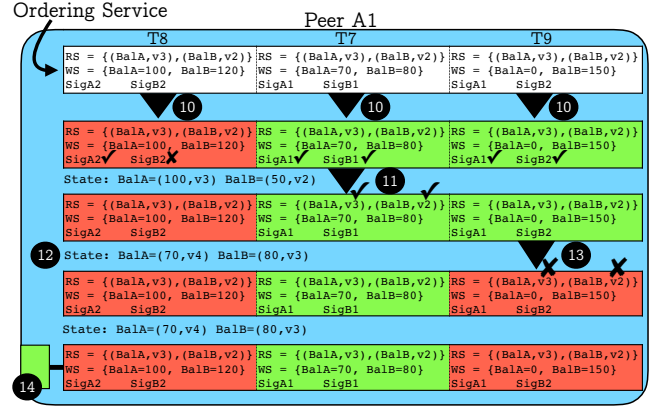 Ordering Service
Peer A1
T8 T7 T9
RS = {(BalA,v3),(BalB,v2)} RS = {(BalA,v3),(BalB,v2)} RS = {(BalA,v3),(BalB,v2)}
WS = {BalA=100, BalB=120} WS = {BalA=70, BalB=80} WS = {BalA=0, BalB=150}
SigA2 SigB2 SigA1 SigB1 SigA1 SigB2
10 10 10
RS = {(BalA,v3),(BalB,v2)} RS = {(BalA,v3),(BalB,v2)} RS = {(BalA,v3),(BalB,v2)}
WS = {BalA=100, BalB=120} WS = {BalA=70, BalB=80} WS = {BalA=0, BalB=150}
SigA2✓ SigB2✘ SigA1✓ SigB1✓ SigA1✓ SigB2✓
State: BalA=(100,v3) BalB=(50,v2) 11
✓ ✓
RS = {(BalA,v3),(BalB,v2)} RS = {(BalA,v3),(BalB,v2)} RS = {(BalA,v3),(BalB,v2)}
WS = {BalA=100, BalB=120} WS = {BalA=70, BalB=80} WS = {BalA=0, BalB=150}
SigA2 SigB2 SigA1 SigB1 SigA1 SigB2
12 State: BalA=(70,v4) BalB=(80,v3) 13
✘ ✘
RS = {(BalA,v3),(BalB,v2)} RS = {(BalA,v3),(BalB,v2)} RS = {(BalA,v3),(BalB,v2)}
WS = {BalA=100, BalB=120} WS = {BalA=70, BalB=80} WS = {BalA=0, BalB=150}
SigA2 SigB2 SigA1 SigB1 SigA1 SigB2
State: BalA=(70,v4) BalB=(80,v3)
RS = {(BalA,v3),(BalB,v2)} RS = {(BalA,v3),(BalB,v2)} RS = {(BalA,v3),(BalB,v2)}
WS = {BalA=100, BalB=120} WS = {BalA=70, BalB=80} WS = {BalA=0, BalB=150}
14 SigA2 SigB2 SigA1 SigB1 SigA1 SigB2